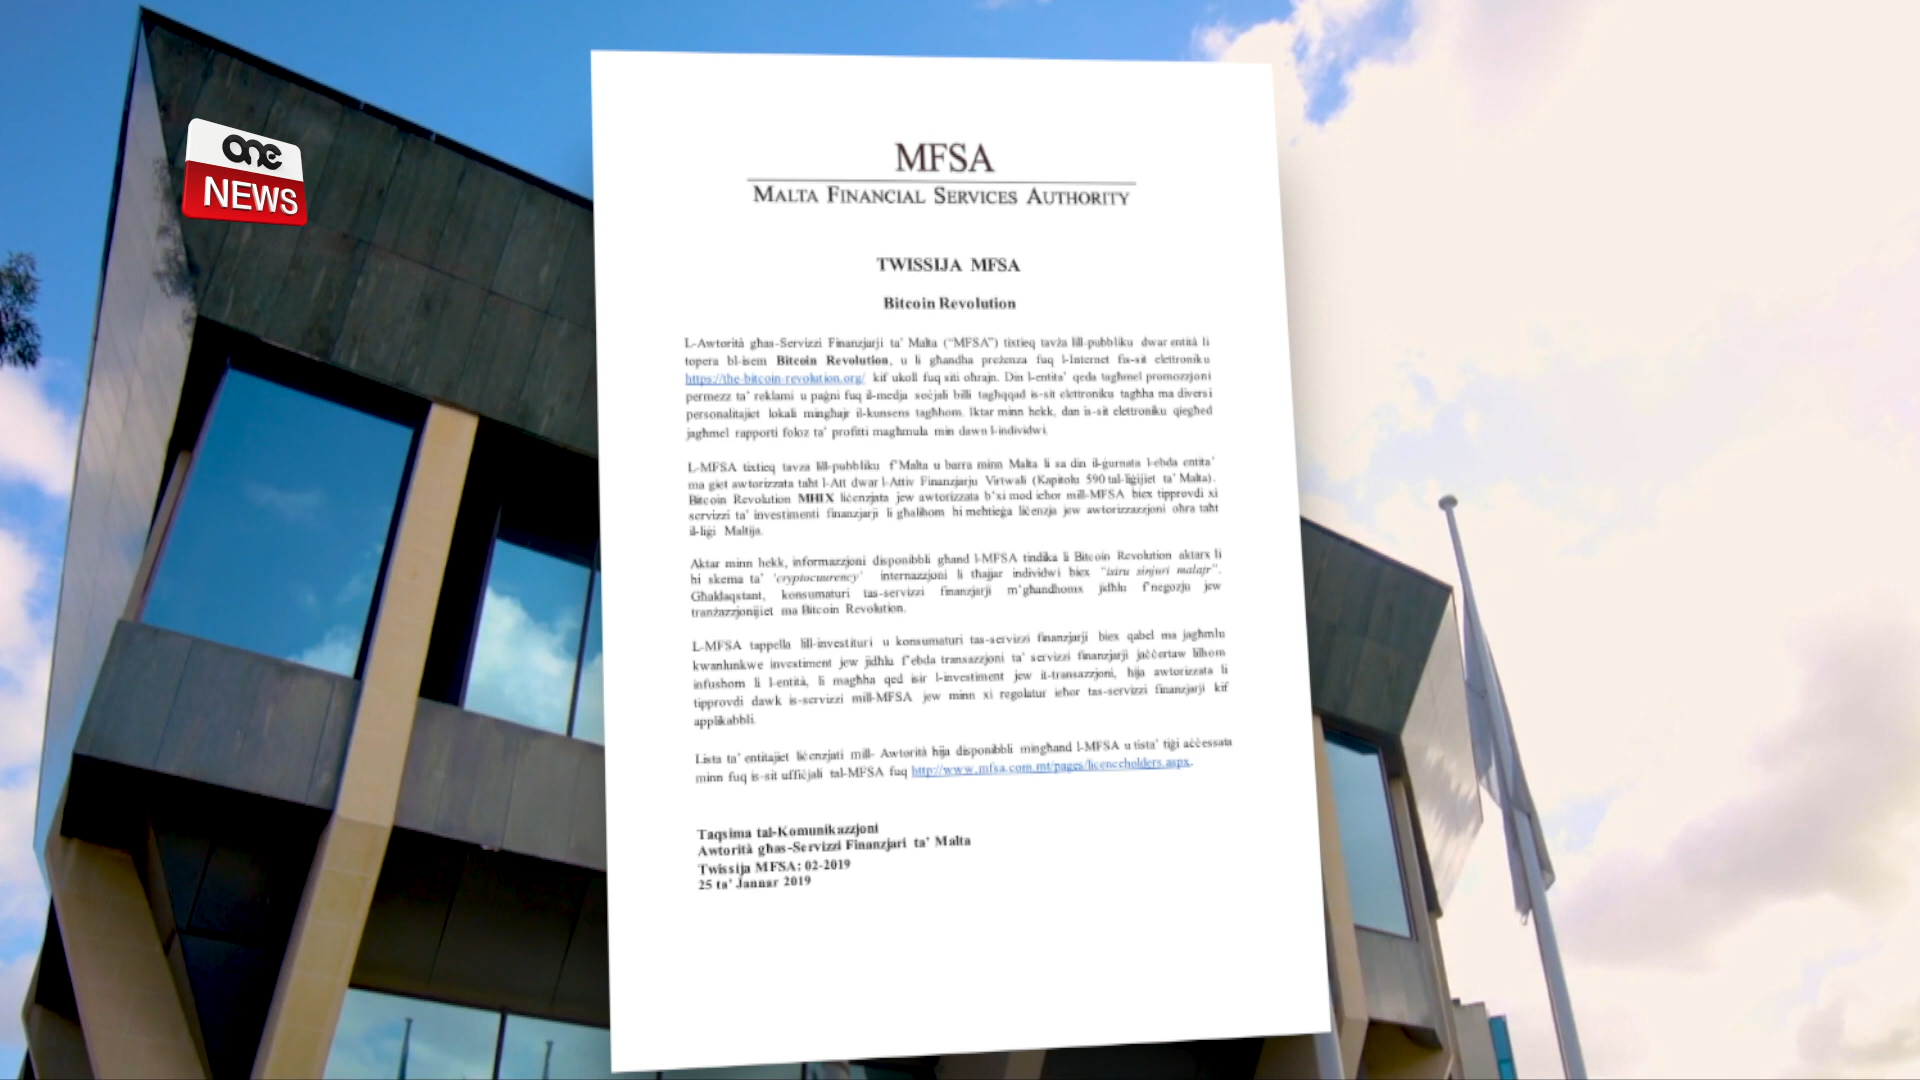 one
NEWS
MFSA
MALTA FINANCIAL SERVICES AUTHORITY
TWISSIJA MFSA
Bitcoin Revolution
L-Awtorità għas-Servizzi Finanzjarji ta' Malta (“MFSA”) tixtieq tavża lill-pubbliku dwar entità li
topera bl-isem Bitcoin Revolution, u li għandha preżenza fuq l-Internet fis-sit elettroniku
https://the-bitcoin-revolution.org/ kif ukoll fuq siti oħrajn. Din l-entita' qeda tagħmel promozzjoni
permezz ta' reklami u paġni fuq il-medja soċjali billi tagħqqad is-sit elettroniku tagħha ma diversi
personalitajiet lokali mingħajr il-kunsens tagħhom. Iktar minn hekk, dan is-sit elettroniku qiegħed
jagħmel rapporti foloz ta' profitti magħmula min dawn l-individwi.
L-MFSA tixtieq tavza lill-pubbliku f'Malta u barra minn Malta li sa din il-ġurnata l-ebda entita'
ma ġiet awtorizzata taħt l-Att dwar l-Attiv Finanzjarju Virtwali (Kapitolu 590 tal-liġijiet ta' Malta).
Bitcoin Revolution MHIX liċenzjata jew awtorizzata b'xi mod ieħor mill-MFSA biex tipprovdi xi
servizzi ta' investimenti finanzjarji li għalihom hi meħtieġa liċenzja jew awtorizzazzjoni oħra taħt
il-liġi Maltija.
Aktar minn hekk, informazzjoni disponibbli għand l-MFSA tindika li Bitcoin Revolution aktarx li
hi skema ta' 'cryptocurrency' internazzjoni li tħajjar individwi biex “isiru sinjuri malajr”.
Għaldaqstant, konsumaturi tas-servizzi finanzjarji m'għandhomx jidħlu f'negozju jew
tranżazzjonijiet ma Bitcoin Revolution.
L-MFSA tappella lill-investituri u konsumaturi tas-servizzi finanzjarji biex qabel ma jagħmlu
kwanlunkwe investiment jew jidħlu f'ebda transazzjoni ta' servizzi finanzjarji jaċċertaw lilhom
infushom li l-entità, li magħha qed isir l-investiment jew it-transazzjoni, hija awtorizzata li
tipprovdi dawk is-servizzi mill-MFSA jew minn xi regolatur ieħor tas-servizzi finanzjarji kif
applikabbli.
Lista ta' entitajiet liċenzjati mill- Awtorità hija disponibbli mingħand l-MFSA u tista' tiġi aċċessata
minn fuq is-sit uffiċjali tal-MFSA fuq http://www.mfsa.com.mt/pages/licenceholders.aspx.
Taqsima tal-Komunikazzjoni
Awtorità għas-Servizzi Finanzjari ta' Malta
Twissija MFSA: 02-2019
25 ta' Jannar 2019